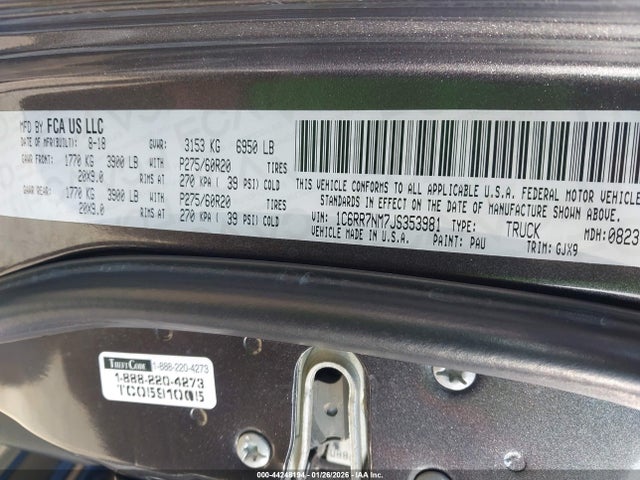 MFD BY FCA US LLC
DATE OF MFR(BUILT): 8-18 GVWR: 3153 KG 6950 LB
GAWR FRONT: 1770 KG 3900 LB WITH P275/60R20 TIRES
20X9.0 RIMS AT 270 KPA( 39 PSI) COLD
GAWR REAR: 1770 KG 3900 LB WITH P275/60R20 TIRES
20X9.0 RIMS AT 270 KPA( 39 PSI) COLD
THIS VEHICLE CONFORMS TO ALL APPLICABLE U.S.A. FEDERAL MOTOR VEHICLE
STANDARDS IN EFFECT ON THE DATE OF MANUFACTURE SHOWN ABOVE.
VIN: 1C6RR7NM7JS353981 TYPE: TRUCK MDH:0823
VEHICLE MADE IN U.S.A. PAINT: PAU TRIM: GJX9
THEFTCODE 1-888-220-4273
1-888-220-4273
000-44248194 - 01/26/2026 - IAA Inc.